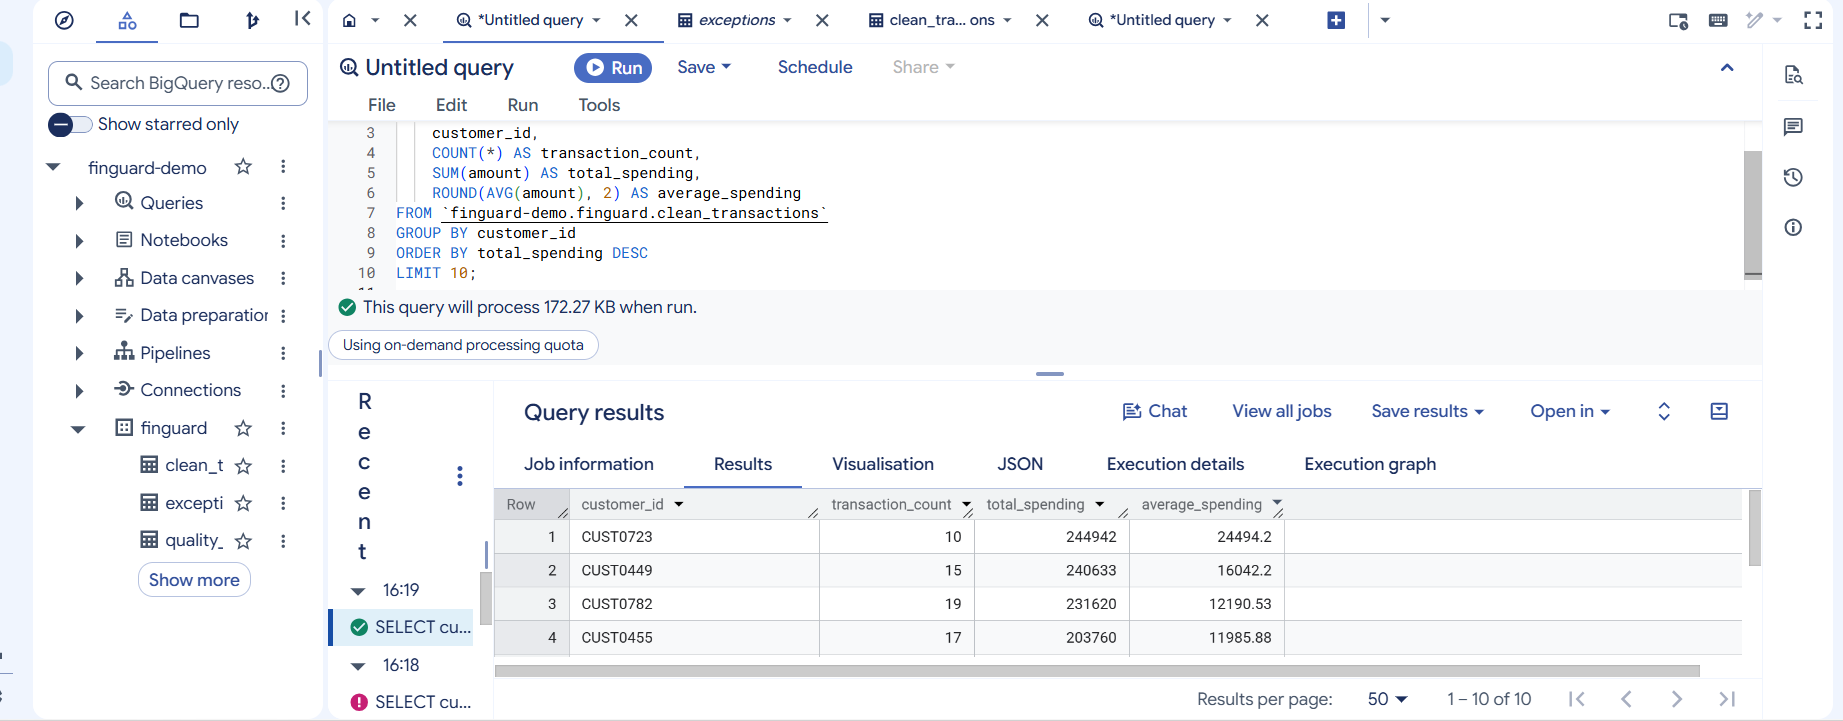 *Untitled query
exceptions
clean_tra... ons
*Untitled query
Search BigQuery reso...
Show starred only
finguard-demo
Queries
Notebooks
Data canvases
Data preparation
Pipelines
Connections
finguard
clean_t
excepti
quality_
Show more
Untitled query
Run
Save
Schedule
Share
File
Edit
Run
Tools
3 customer_id,
4 COUNT(*) AS transaction_count,
5 SUM(amount) AS total_spending,
6 ROUND(AVG(amount), 2) AS average_spending
7 FROM `finguard-demo.finguard.clean_transactions`
8 GROUP BY customer_id
9 ORDER BY total_spending DESC
10 LIMIT 10;
This query will process 172.27 KB when run.
Using on-demand processing quota
Recent
16:19
SELECT cu...
16:18
SELECT cu...
Query results
Chat
View all jobs
Save results
Open in
Job information
Results
Visualisation
JSON
Execution details
Execution graph
Row customer_id transaction_count total_spending average_spending
1 CUST0723 10 244942 24494.2
2 CUST0449 15 240633 16042.2
3 CUST0782 19 231620 12190.53
4 CUST0455 17 203760 11985.88
Results per page: 50 1 – 10 of 10